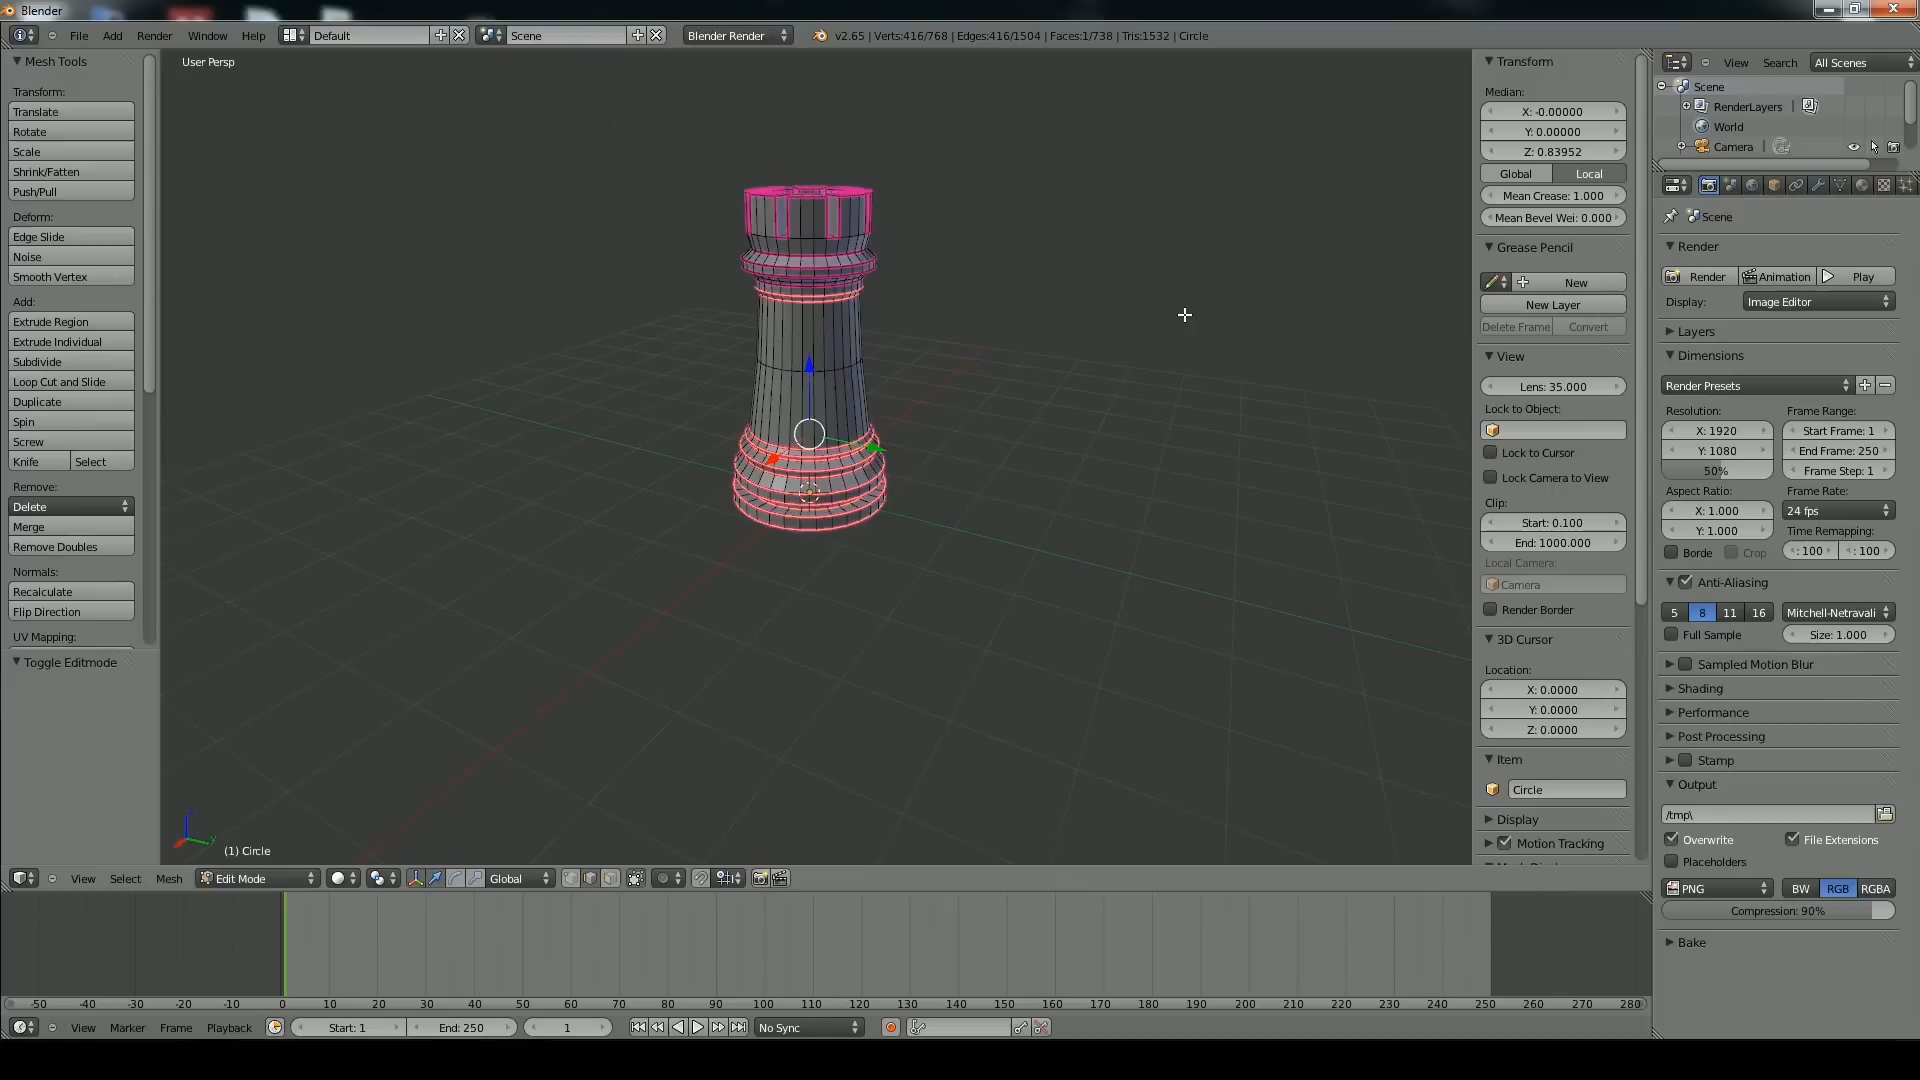 Blender
File Add Render Window Help Default Scene Blender Render v2.65 | Verts:416/768 | Edges:416/1504 | Faces:1/738 | Tris:1532 | Circle
Mesh Tools
Transform:
Translate
Rotate
Scale
Shrink/Fatten
Push/Pull
Deform:
Edge Slide
Noise
Smooth Vertex
Add:
Extrude Region
Extrude Individual
Subdivide
Loop Cut and Slide
Duplicate
Spin
Screw
Knife Select
Remove:
Delete
Merge
Remove Doubles
Normals:
Recalculate
Flip Direction
UV Mapping:
Toggle Editmode
User Persp
(1) Circle
Transform
Median:
X: -0.00000
Y: 0.00000
Z: 0.83952
Global Local
Mean Crease: 1.000
Mean Bevel Wei: 0.000
Grease Pencil
New
New Layer
Delete Frame Convert
View
Lens: 35.000
Lock to Object:
Lock to Cursor
Lock Camera to View
Clip:
Start: 0.100
End: 1000.000
Local Camera:
Camera
Render Border
3D Cursor
Location:
X: 0.0000
Y: 0.0000
Z: 0.0000
Item
Circle
Display
Motion Tracking
View Search All Scenes
Scene
RenderLayers |
World
Camera |
Scene
Render
Render Animation Play
Display: Image Editor
Layers
Dimensions
Render Presets
Resolution: Frame Range:
X: 1920 Start Frame: 1
Y: 1080 End Frame: 250
50% Frame Step: 1
Aspect Ratio: Frame Rate:
X: 1.000 24 fps
Y: 1.000 Time Remapping:
Borde Crop : 100 : 100
Anti-Aliasing
5 8 11 16 Mitchell-Netravali
Full Sample Size: 1.000
Sampled Motion Blur
Shading
Performance
Post Processing
Stamp
Output
/tmp\
Overwrite File Extensions
Placeholders
PNG BW RGB RGBA
Compression: 90%
Bake
View Select Mesh Edit Mode Global
-50 -40 -30 -20 -10 0 10 20 30 40 50 60 70 80 90 100 110 120 130 140 150 160 170 180 190 200 210 220 230 240 250 260 270 280
View Marker Frame Playback Start: 1 End: 250 1 No Sync